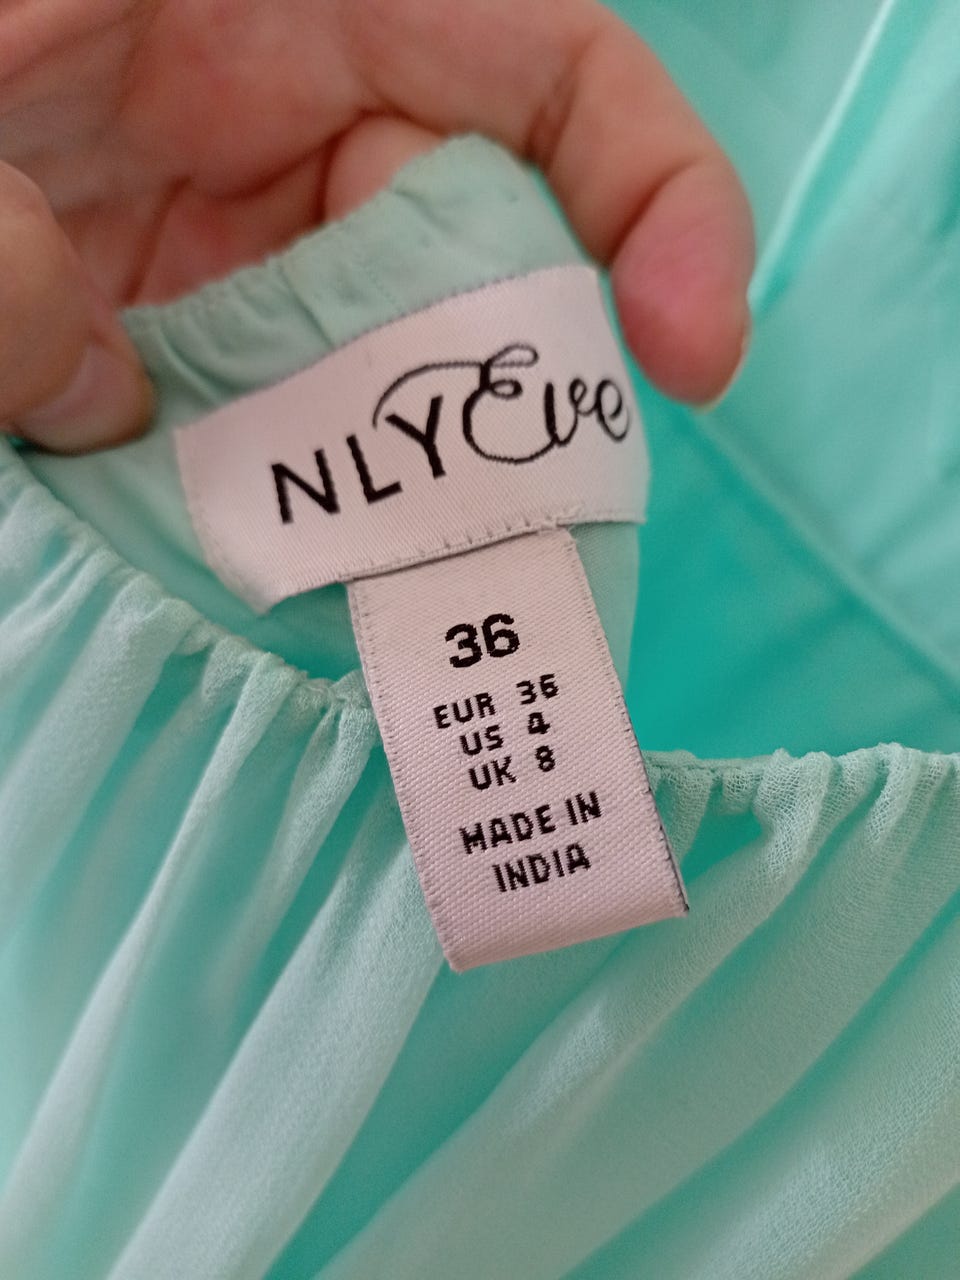 NLY Eve
36
EUR 36
US 4
UK 8
MADE IN
INDIA